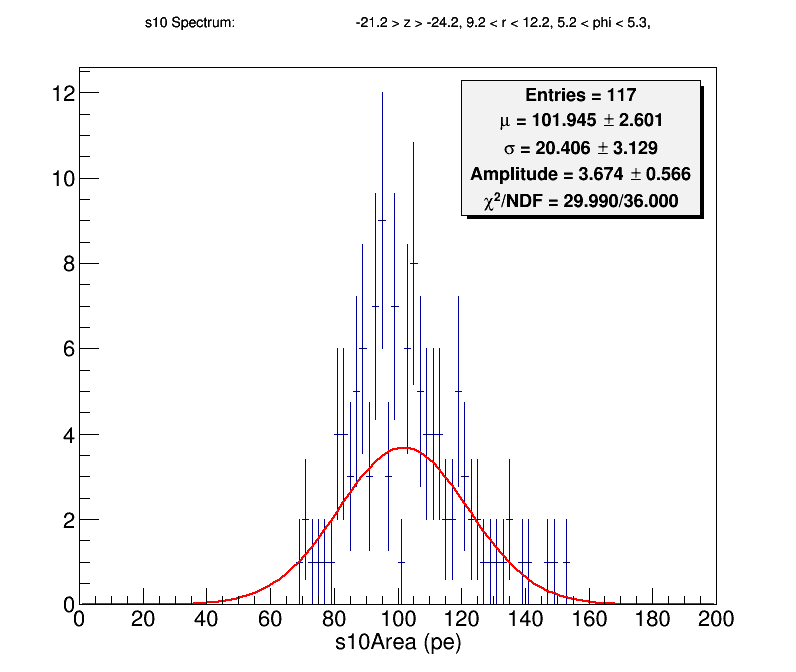 s10 Spectrum: -21.2 > z > -24.2, 9.2 < r < 12.2, 5.2 < phi < 5.3,
Entries = 117
μ = 101.945 ± 2.601
σ = 20.406 ± 3.129
Amplitude = 3.674 ± 0.566
χ²/NDF = 29.990/36.000
12
10
8
6
4
2
0
0 20 40 60 80 100 120 140 160 180 200
s10Area (pe)